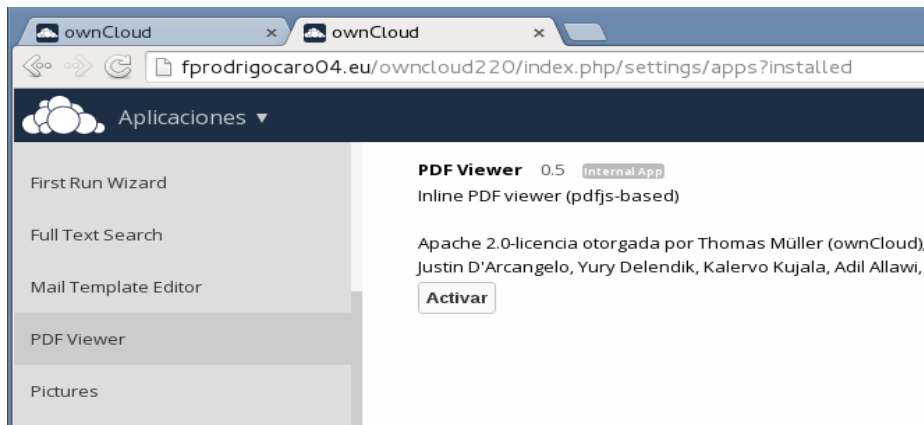 ownCloud ×
ownCloud ×
fprodrigocaro04.eu/owncloud220/index.php/settings/apps?installed
Aplicaciones ▼
First Run Wizard
Full Text Search
Mail Template Editor
PDF Viewer
Pictures
PDF Viewer 0.5 Internal App
Inline PDF viewer (pdfjs-based)
Apache 2.0-licencia otorgada por Thomas Müller (ownCloud),
Justin D'Arcangelo, Yury Delendik, Kalervo Kujala, Adil Allawi,
Activar